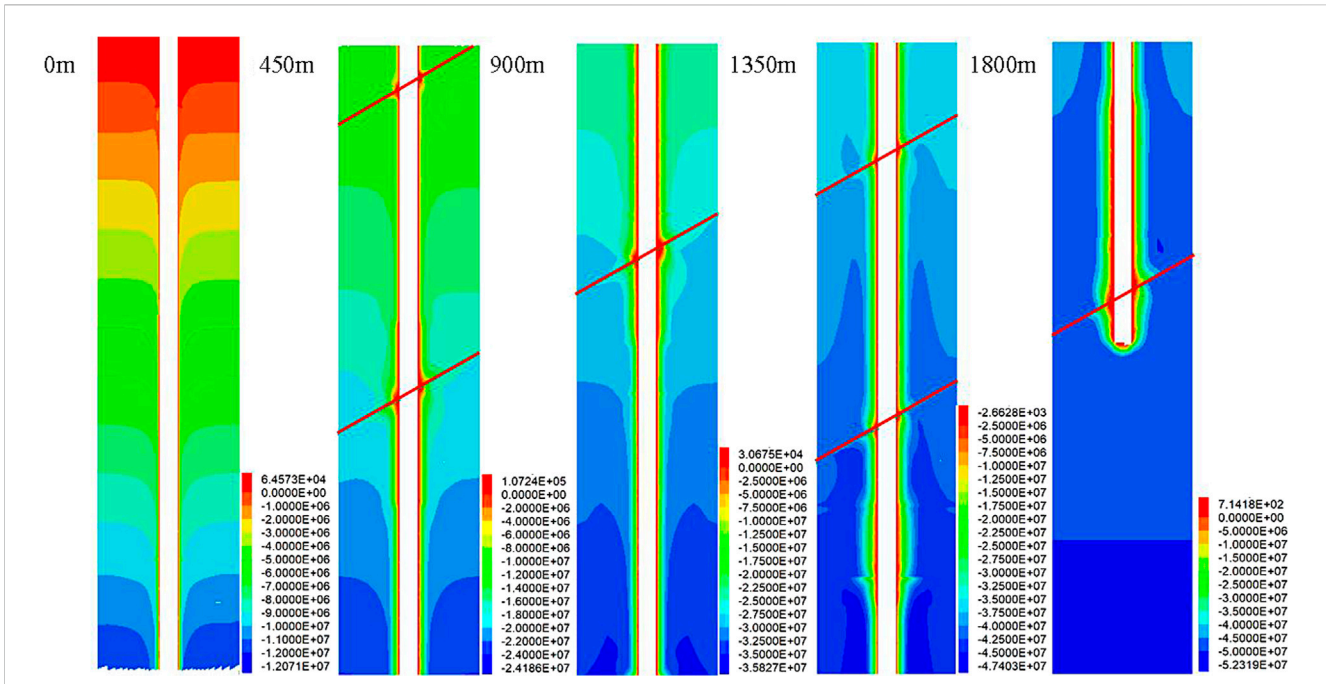 0m
450m
900m
1350m
1800m
6.4573E+04
0.0000E+00
-1.0000E+06
-2.0000E+06
-3.0000E+06
-4.0000E+06
-5.0000E+06
-6.0000E+06
-7.0000E+06
-8.0000E+06
-9.0000E+06
-1.0000E+07
-1.1000E+07
-1.2000E+07
-1.2071E+07
1.0724E+05
0.0000E+00
-2.0000E+06
-4.0000E+06
-6.0000E+06
-8.0000E+06
-1.0000E+07
-1.2000E+07
-1.4000E+07
-1.6000E+07
-1.8000E+07
-2.0000E+07
-2.2000E+07
-2.4000E+07
-2.4186E+07
3.0675E+04
0.0000E+00
-2.5000E+06
-5.0000E+06
-7.5000E+06
-1.0000E+07
-1.2500E+07
-1.5000E+07
-1.7500E+07
-2.0000E+07
-2.2500E+07
-2.5000E+07
-2.7500E+07
-3.0000E+07
-3.2500E+07
-3.5000E+07
-3.5827E+07
-2.6628E+03
-2.5000E+06
-5.0000E+06
-7.5000E+06
-1.0000E+07
-1.2500E+07
-1.5000E+07
-1.7500E+07
-2.0000E+07
-2.2500E+07
-2.5000E+07
-2.7500E+07
-3.0000E+07
-3.2500E+07
-3.5000E+07
-3.7500E+07
-4.0000E+07
-4.2500E+07
-4.5000E+07
-4.7403E+07
7.1418E+02
0.0000E+00
-5.0000E+06
-1.0000E+07
-1.5000E+07
-2.0000E+07
-2.5000E+07
-3.0000E+07
-3.5000E+07
-4.0000E+07
-4.5000E+07
-5.0000E+07
-5.2319E+07